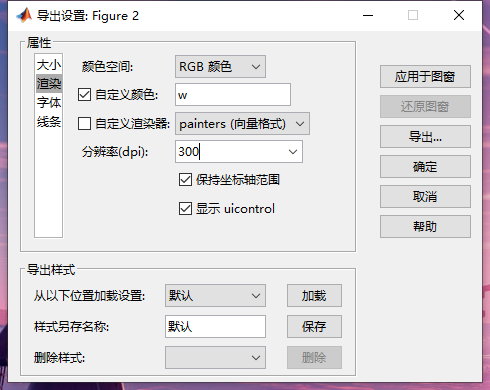 导出设置: Figure 2
属性
大小
渲染
字体
线条
颜色空间: RGB 颜色
自定义颜色: w
自定义渲染器: painters (向量格式)
分辨率(dpi): 300
保持坐标轴范围
显示 uicontrol
应用于图窗
还原图窗
导出...
确定
取消
帮助
导出样式
从以下位置加载设置: 默认 加载
样式另存名称: 默认 保存
删除样式: 删除